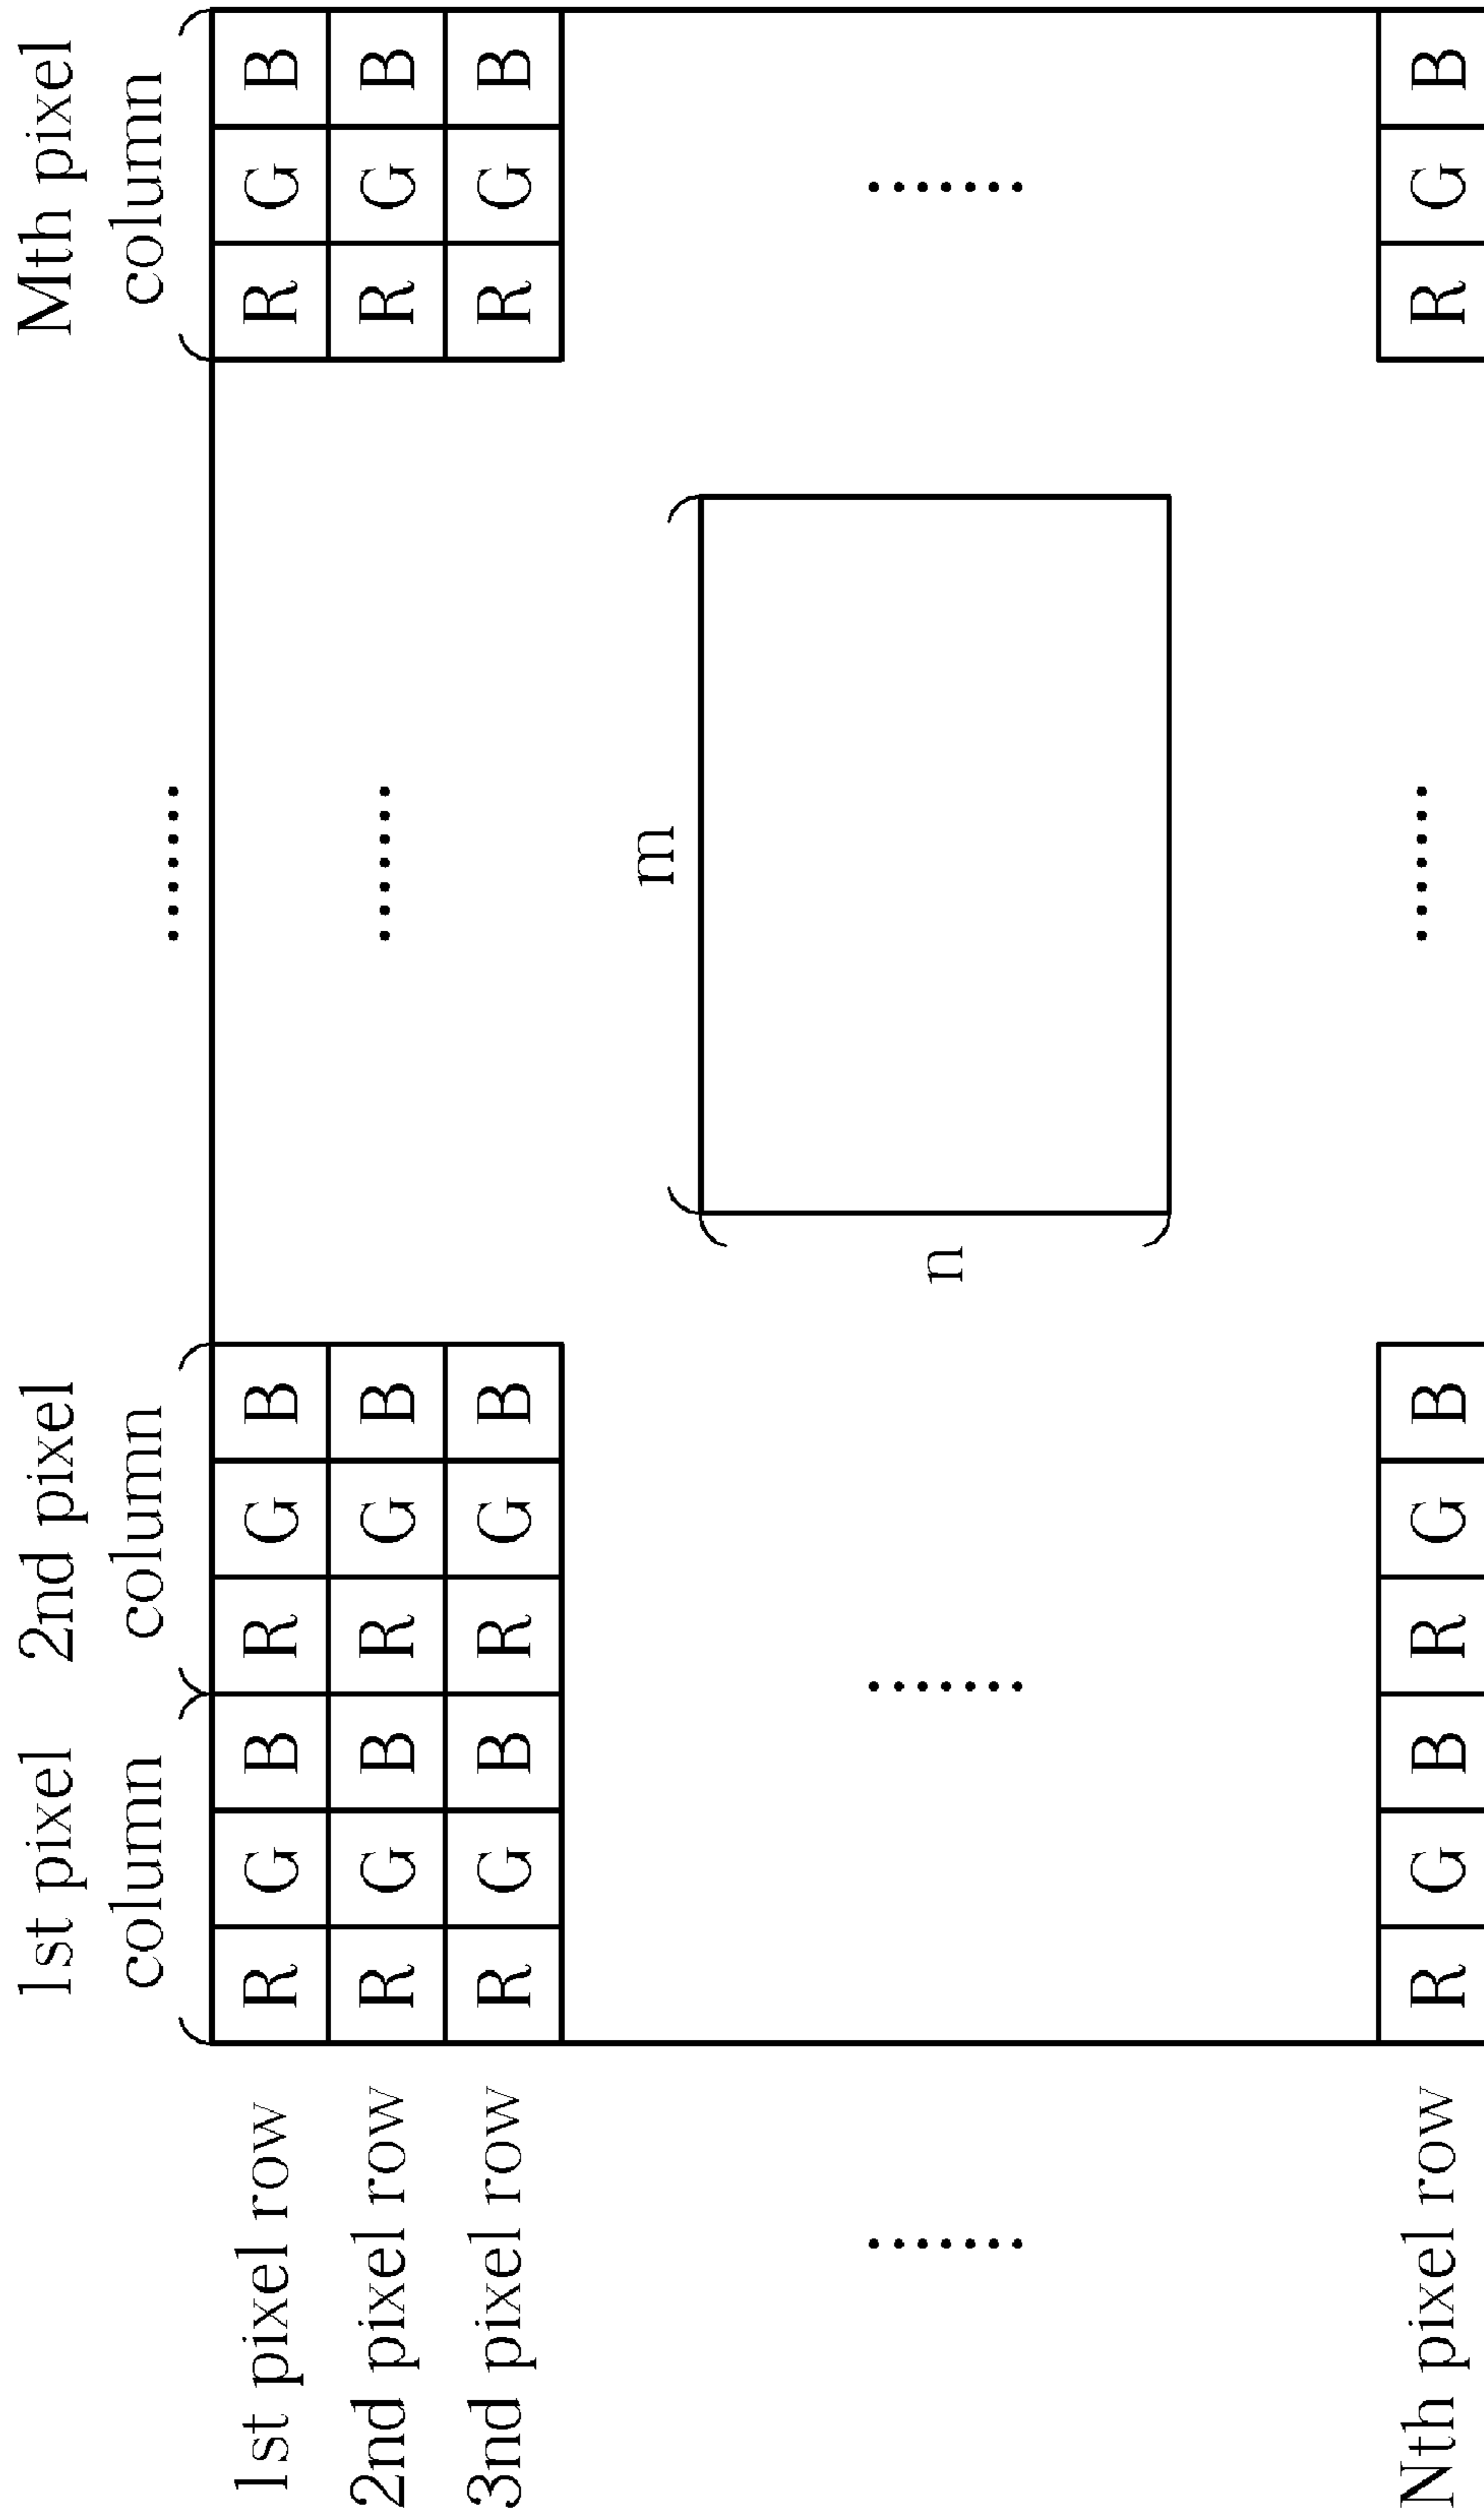 1st pixel column
2nd pixel column
Mth pixel column
.......
1st pixel row
R G B R G B R G B
2nd pixel row
R G B R G B ....... R G B
3nd pixel row
R G B R G B R G B
m
n
....... ....... .......
Nth pixel row
R G B R G B ....... R G B